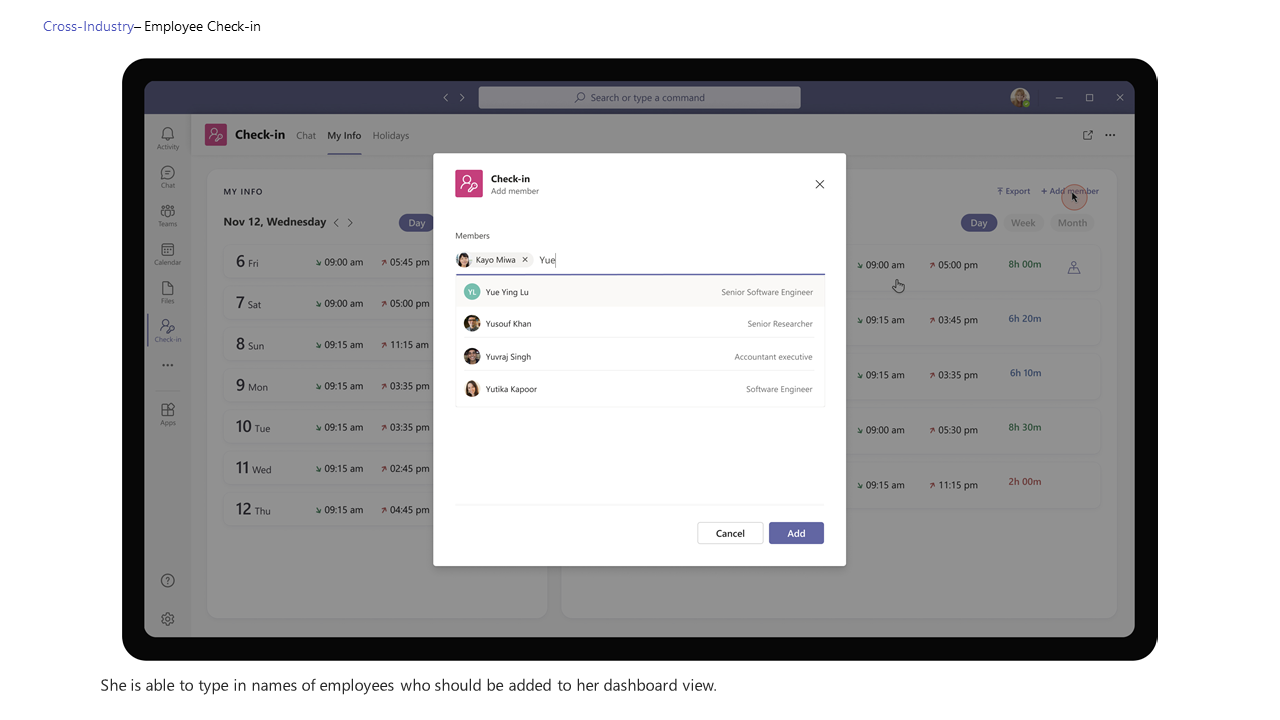 Cross-Industry– Employee Check-in
Search or type a command
Activity
Chat
Teams
Calendar
Files
Check-in
Apps
Check-in Chat My Info Holidays
MY INFO
Nov 12, Wednesday Day
6 Fri 09:00 am 05:45 pm
7 Sat 09:00 am 05:00 pm
8 Sun 09:15 am 11:15 am
9 Mon 09:15 am 03:35 pm
10 Tue 09:15 am 03:35 pm
11 Wed 09:15 am 02:45 pm
12 Thu 09:15 am 04:45 pm
Check-in
Add member
Members
Kayo Miwa Yue
YL Yue Ying Lu Senior Software Engineer
Yusouf Khan Senior Researcher
Yuvraj Singh Accountant executive
Yutika Kapoor Software Engineer
Cancel Add
Export + Add member
Day Week Month
09:00 am 05:00 pm 8h 00m
09:15 am 03:45 pm 6h 20m
09:15 am 03:35 pm 6h 10m
09:00 am 05:30 pm 8h 30m
09:15 am 11:15 pm 2h 00m
She is able to type in names of employees who should be added to her dashboard view.